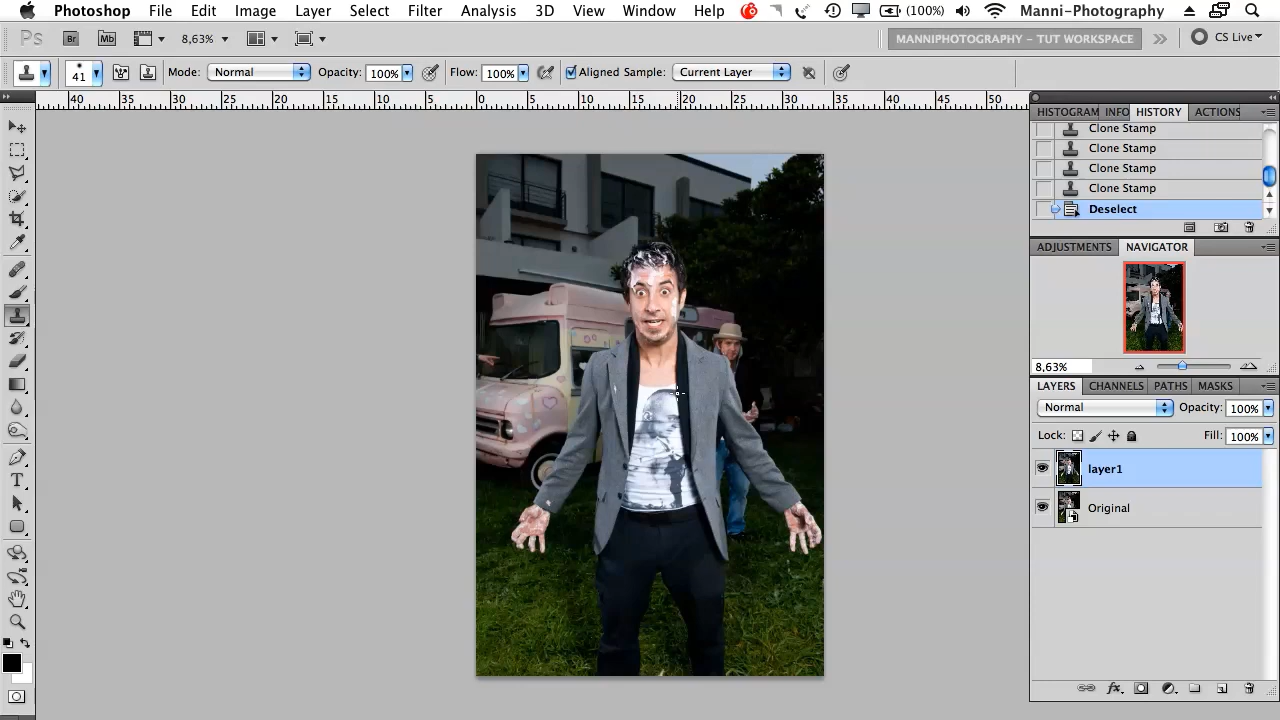 Photoshop File Edit Image Layer Select Filter Analysis 3D View Window Help (100%) Manni-Photography
Ps Br Mb 8,63% MANNIPHOTOGRAPHY - TUT WORKSPACE CS Live
41 Mode: Normal Opacity: 100% Flow: 100% Aligned Sample: Current Layer
40 35 30 25 20 15 10 5 0 5 10 15 20 25 30 35 40 45 50
HISTOGRAM INFO HISTORY ACTIONS
Clone Stamp
Clone Stamp
Clone Stamp
Clone Stamp
Deselect
ADJUSTMENTS NAVIGATOR
8,63%
LAYERS CHANNELS PATHS MASKS
Normal Opacity: 100%
Lock: Fill: 100%
layer1
Original